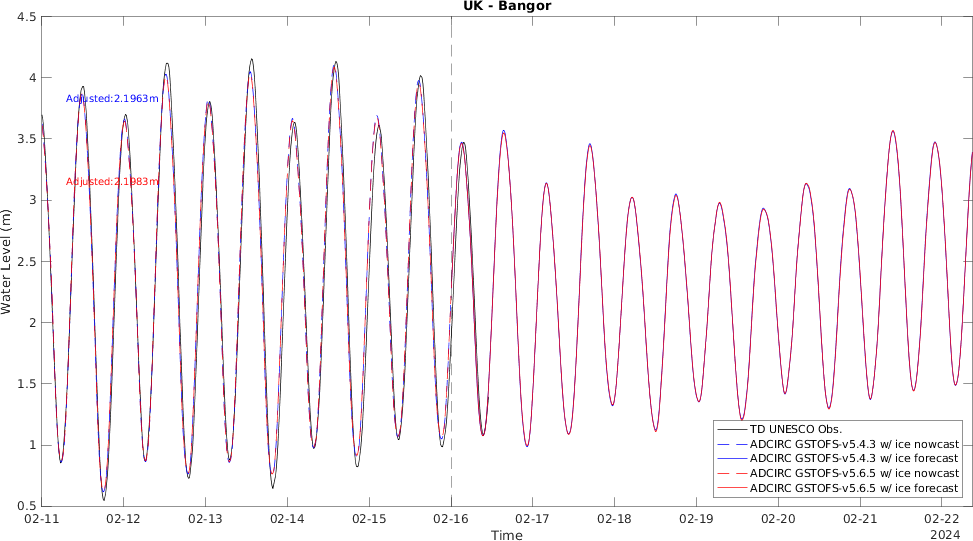 UK - Bangor
4.5
4
3.5
3
2.5
2
1.5
1
0.5
Water Level (m)
Adjusted:2.1963m
Adjusted:2.1983m
TD UNESCO Obs.
ADCIRC GSTOFS-v5.4.3 w/ ice nowcast
ADCIRC GSTOFS-v5.4.3 w/ ice forecast
ADCIRC GSTOFS-v5.6.5 w/ ice nowcast
ADCIRC GSTOFS-v5.6.5 w/ ice forecast
02-11 02-12 02-13 02-14 02-15 02-16 02-17 02-18 02-19 02-20 02-21 02-22
Time
2024